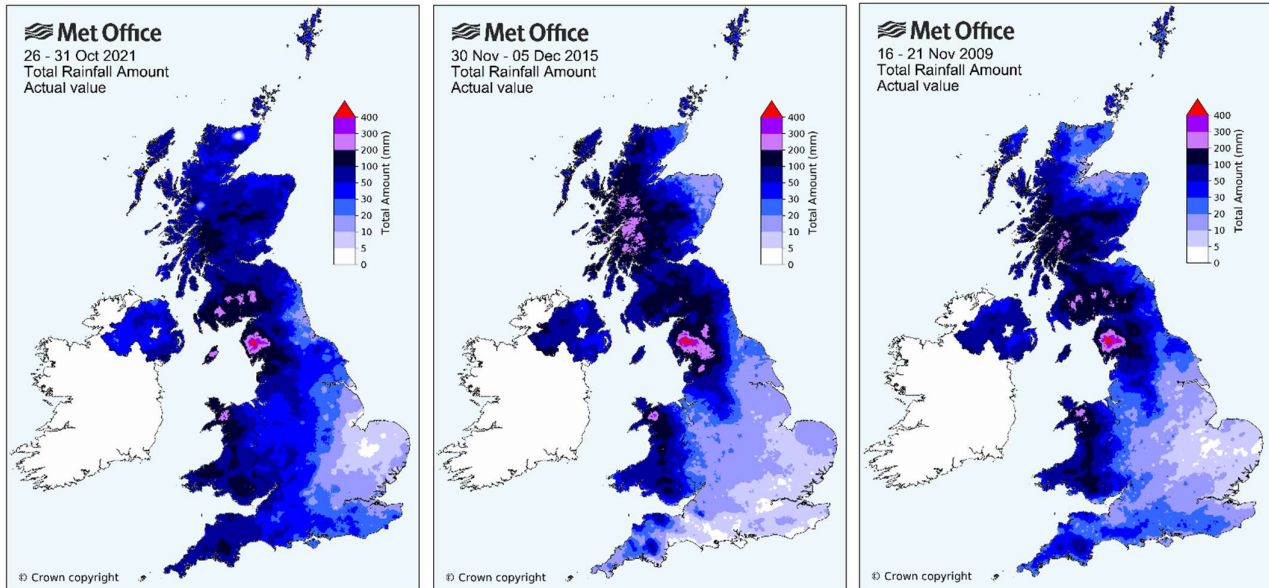 Met Office
26 - 31 Oct 2021
Total Rainfall Amount
Actual value
400
300
200
100
50
20
10
5
0
Total Amount (mm)
© Crown copyright
Met Office
30 Nov - 05 Dec 2015
Total Rainfall Amount
Actual value
400
300
200
100
50
20
10
5
0
Total Amount (mm)
© Crown copyright
Met Office
16 - 21 Nov 2009
Total Rainfall Amount
Actual value
400
300
200
100
50
20
10
5
0
Total Amount (mm)
© Crown copyright